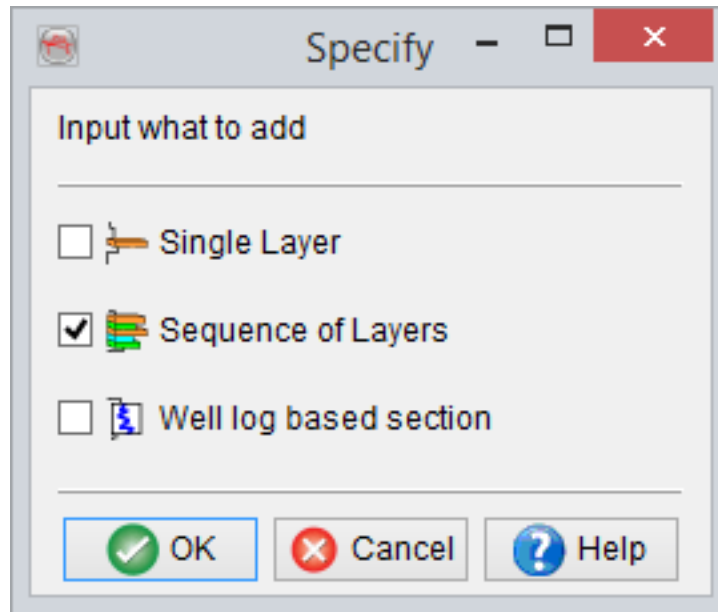 Specify
Input what to add
Single Layer
Sequence of Layers
Well log based section
OK Cancel Help